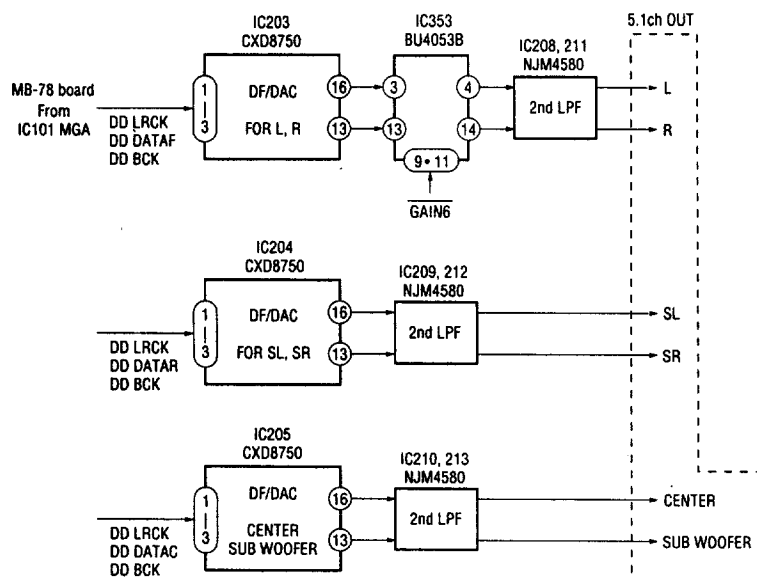 5.1ch OUT
IC203
CXD8750
IC353
BU4053B
IC208, 211
NJM4580
MB-78 board
From
IC101 MGA
DD LRCK
DD DATAF
DD BCK
1
3
DF/DAC
FOR L, R
16
13
3
13
4
14
9 • 11
GAIN6
2nd LPF
L
R
IC204
CXD8750
IC209, 212
NJM4580
DD LRCK
DD DATAR
DD BCK
1
3
DF/DAC
FOR SL, SR
16
13
2nd LPF
SL
SR
IC205
CXD8750
IC210, 213
NJM4580
DD LRCK
DD DATAC
DD BCK
1
3
DF/DAC
CENTER
SUB WOOFER
16
13
2nd LPF
CENTER
SUB WOOFER